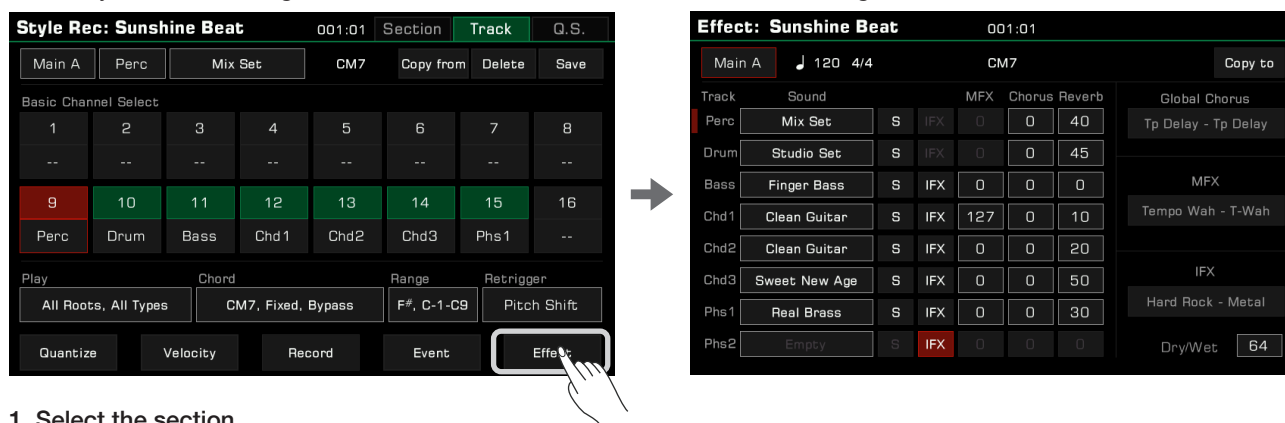 Style Rec: Sunshine Beat 001:01 Section Track Q.S.
Main A Perc Mix Set CM7 Copy from Delete Save
Basic Channel Select
1 2 3 4 5 6 7 8
-- -- -- -- -- -- -- --
9 10 11 12 13 14 15 16
Perc Drum Bass Chd1 Chd2 Chd3 Phs1 --
Play Chord Range Retrigger
All Roots, All Types CM7, Fixed, Bypass F#, C-1-C9 Pitch Shift
Quantize Velocity Record Event Effect
Effect: Sunshine Beat 001:01
Main A ♩ 120 4/4 CM7 Copy to
Track Sound MFX Chorus Reverb Global Chorus
Perc Mix Set S IFX 0 0 40 Tp Delay - Tp Delay
Drum Studio Set S IFX 0 0 45
Bass Finger Bass S IFX 0 0 0 MFX
Chd1 Clean Guitar S IFX 127 0 10 Tempo Wah - T-Wah
Chd2 Clean Guitar S IFX 0 0 20
Chd3 Sweet New Age S IFX 0 0 50 IFX
Phs1 Real Brass S IFX 0 0 30 Hard Rock - Metal
Phs2 Empty S IFX 0 0 0 Dry/Wet 64
1. Select the section